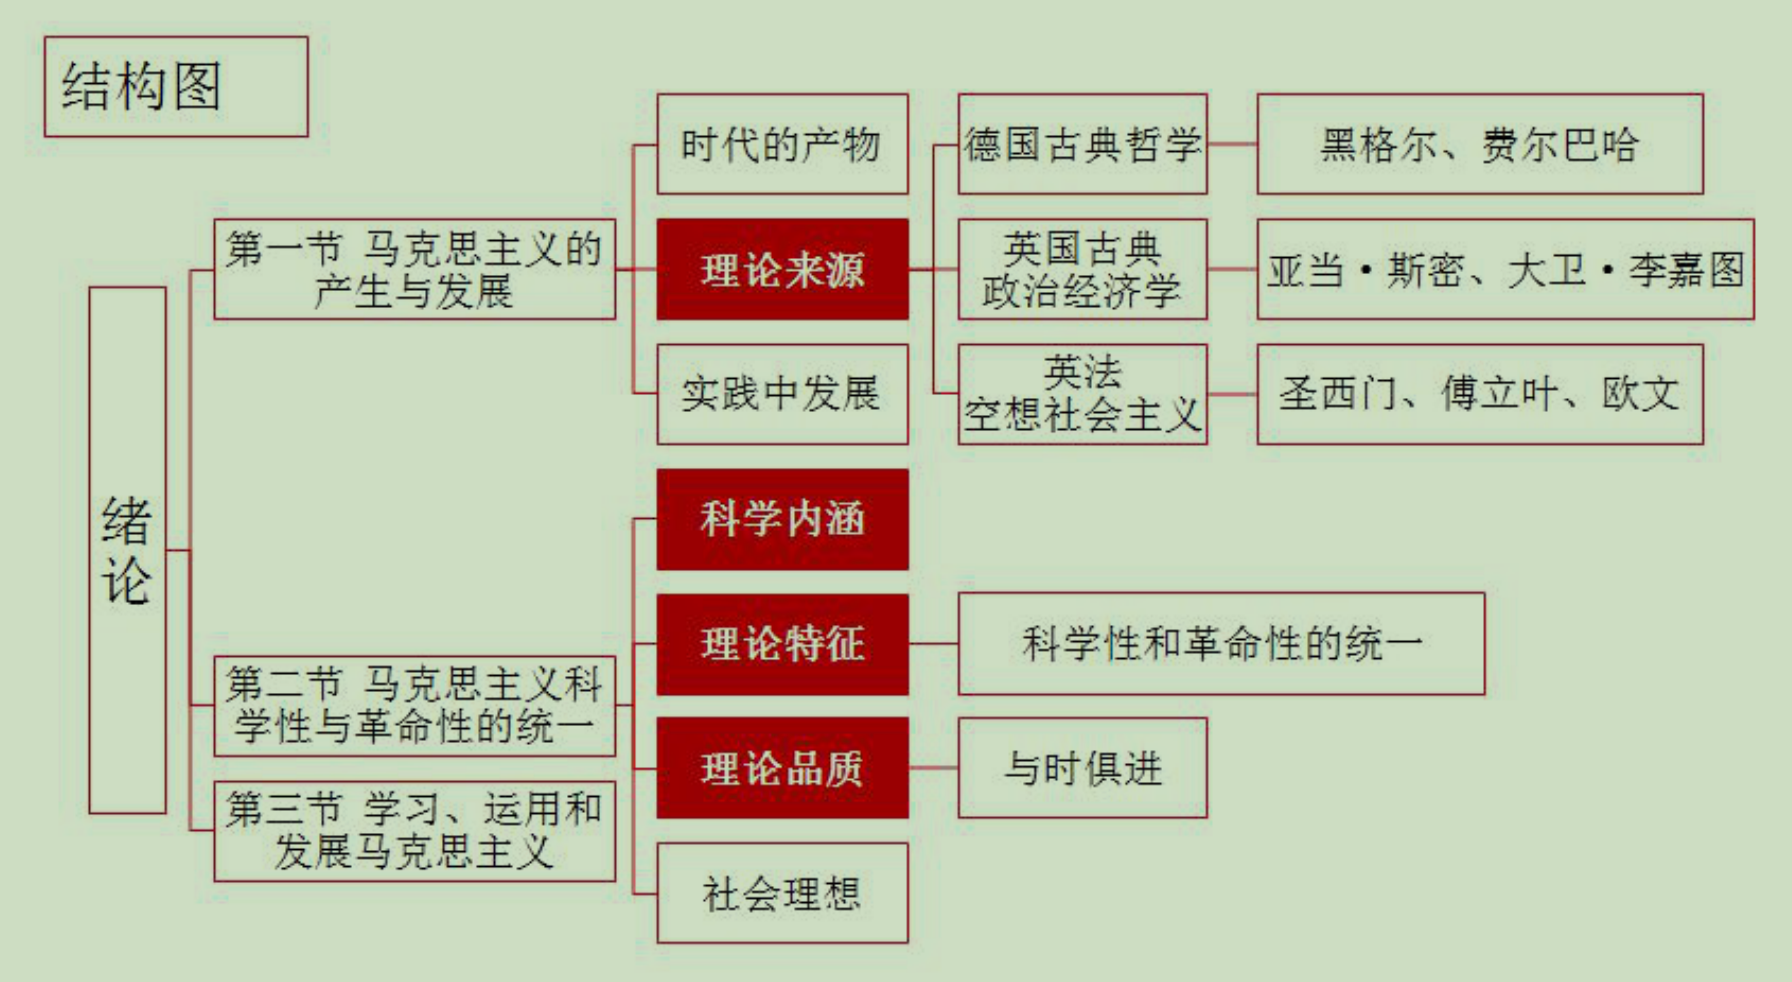 结构图
绪
论
第一节 马克思主义的
产生与发展
时代的产物
理论来源
实践中发展
德国古典哲学
黑格尔、费尔巴哈
英国古典
政治经济学
亚当·斯密、大卫·李嘉图
英法
空想社会主义
圣西门、傅立叶、欧文
第二节 马克思主义科
学性与革命性的统一
科学内涵
理论特征
科学性和革命性的统一
理论品质
与时俱进
社会理想
第三节 学习、运用和
发展马克思主义